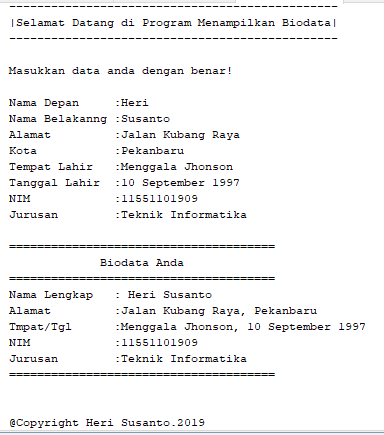 -----------------------------------------------
|Selamat Datang di Program Menampilkan Biodata|
-----------------------------------------------
Masukkan data anda dengan benar!
Nama Depan     :Heri
Nama Belakanng :Susanto
Alamat         :Jalan Kubang Raya
Kota           :Pekanbaru
Tempat Lahir   :Menggala Jhonson
Tanggal Lahir  :10 September 1997
NIM            :11551101909
Jurusan        :Teknik Informatika
======================================
Biodata Anda
======================================
Nama Lengkap   : Heri Susanto
Alamat         :Jalan Kubang Raya, Pekanbaru
Tmpat/Tgl      :Menggala Jhonson, 10 September 1997
NIM            :11551101909
Jurusan        :Teknik Informatika
======================================
@Copyright Heri Susanto.2019